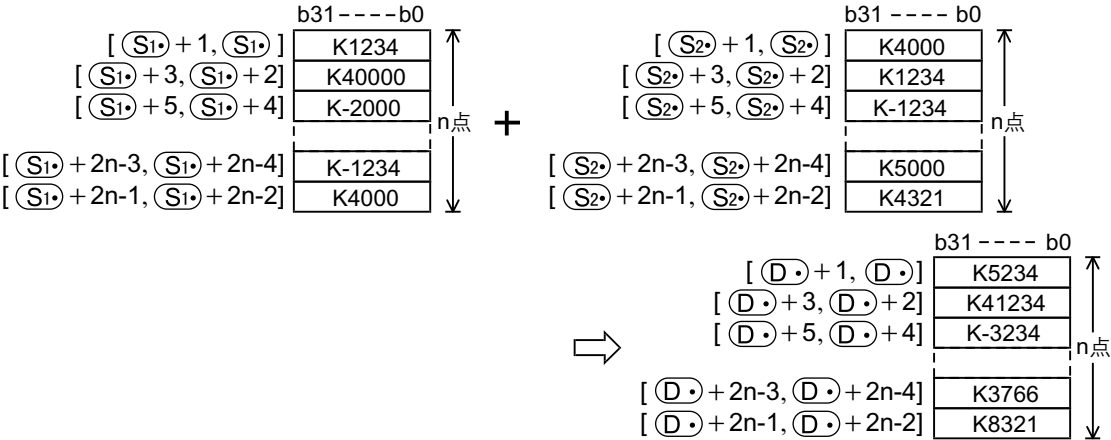 b31 ---- b0
[ (S1•)+1, (S1•) ] K1234
[ (S1•)+3, (S1•)+2] K40000
[ (S1•)+5, (S1•)+4] K-2000
n点
[ (S1•)+2n-3, (S1•)+2n-4] K-1234
[ (S1•)+2n-1, (S1•)+2n-2] K4000
+
b31 ---- b0
[ (S2•)+1, (S2•) ] K4000
[ (S2•)+3, (S2•)+2] K1234
[ (S2•)+5, (S2•)+4] K-1234
n点
[ (S2•)+2n-3, (S2•)+2n-4] K5000
[ (S2•)+2n-1, (S2•)+2n-2] K4321
b31 ---- b0
[ (D •)+1, (D •)] K5234
[ (D •)+3, (D •)+2] K41234
[ (D •)+5, (D •)+4] K-3234
n点
[ (D •)+2n-3, (D •)+2n-4] K3766
[ (D •)+2n-1, (D •)+2n-2] K8321